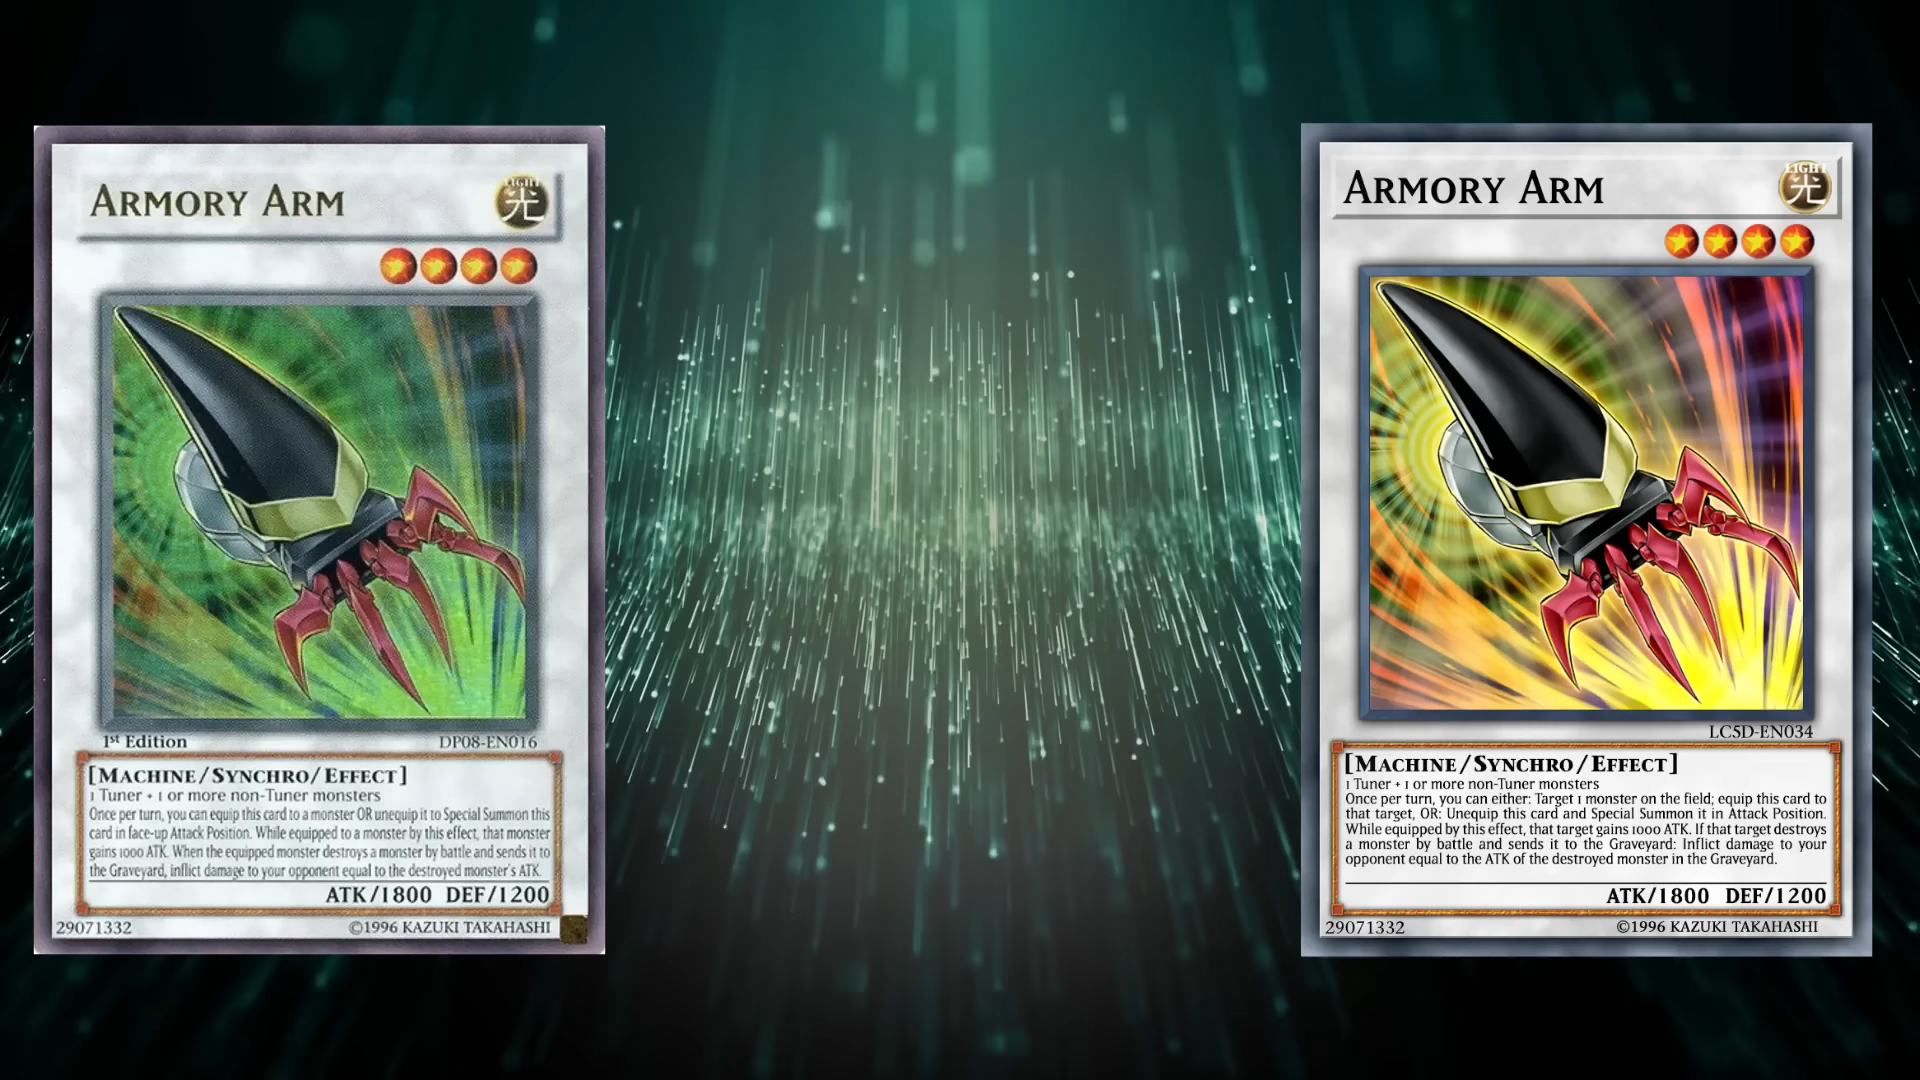 ARMORY ARM
LIGHT
光
1st Edition
DP08-EN016
[MACHINE/SYNCHRO/EFFECT]
1 Tuner + 1 or more non-Tuner monsters
Once per turn, you can equip this card to a monster OR unequip it to Special Summon this
card in face-up Attack Position. While equipped to a monster by this effect, that monster
gains 1000 ATK. When the equipped monster destroys a monster by battle and sends it to
the Graveyard, inflict damage to your opponent equal to the destroyed monster's ATK.
ATK/1800 DEF/1200
29071332
©1996 KAZUKI TAKAHASHI
ARMORY ARM
LIGHT
光
LC5D-EN034
[MACHINE/SYNCHRO/EFFECT]
1 Tuner + 1 or more non-Tuner monsters
Once per turn, you can either: Target 1 monster on the field; equip this card to
that target, OR: Unequip this card and Special Summon it in Attack Position.
While equipped by this effect, that target gains 1000 ATK. If that target destroys
a monster by battle and sends it to the Graveyard: Inflict damage to your
opponent equal to the ATK of the destroyed monster in the Graveyard.
ATK/1800 DEF/1200
29071332
©1996 KAZUKI TAKAHASHI